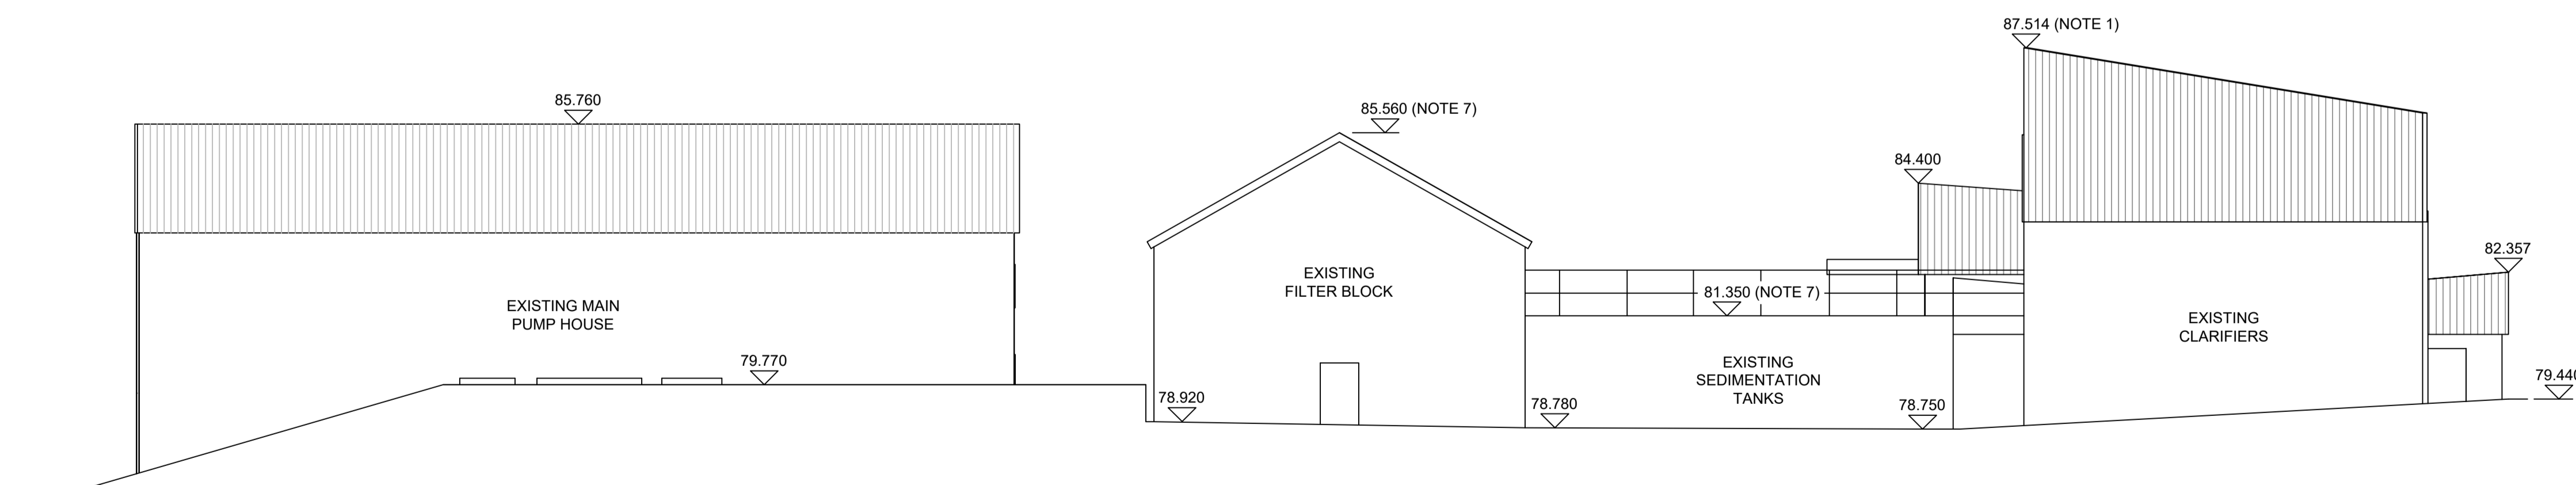 87.514 (NOTE 1)
85.760
85.560 (NOTE 7)
84.400
82.357
EXISTING
FILTER BLOCK
81.350 (NOTE 7)
EXISTING MAIN
PUMP HOUSE
EXISTING
CLARIFIERS
79.770
EXISTING
SEDIMENTATION
TANKS
78.920
78.780
78.750
79.440